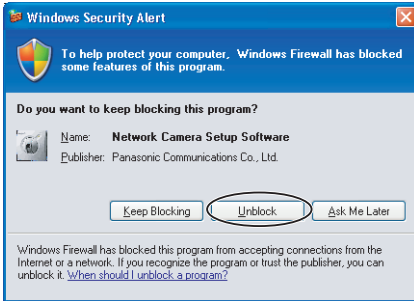 Windows Security Alert
To help protect your computer, Windows Firewall has blocked
some features of this program.
Do you want to keep blocking this program?
Name: Network Camera Setup Software
Publisher: Panasonic Communications Co., Ltd.
Keep Blocking Unblock Ask Me Later
Windows Firewall has blocked this program from accepting connections from the
Internet or a network. If you recognize the program or trust the publisher, you can
unblock it. When should I unblock a program?